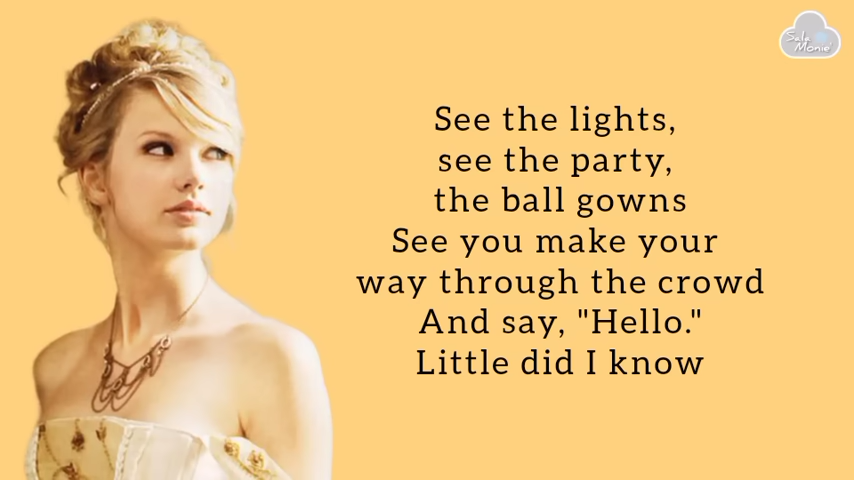 Sala
Monie
See the lights,
see the party,
the ball gowns
See you make your
way through the crowd
And say, "Hello."
Little did I know